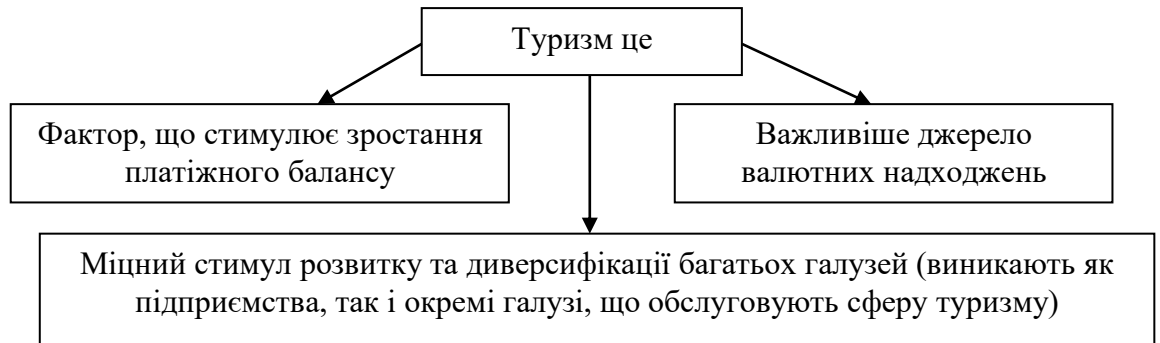 Туризм це
Фактор, що стимулює зростання
платіжного балансу
Важливіше джерело
валютних надходжень
Міцний стимул розвитку та диверсифікації багатьох галузей (виникають як
підприємства, так і окремі галузі, що обслуговують сферу туризму)